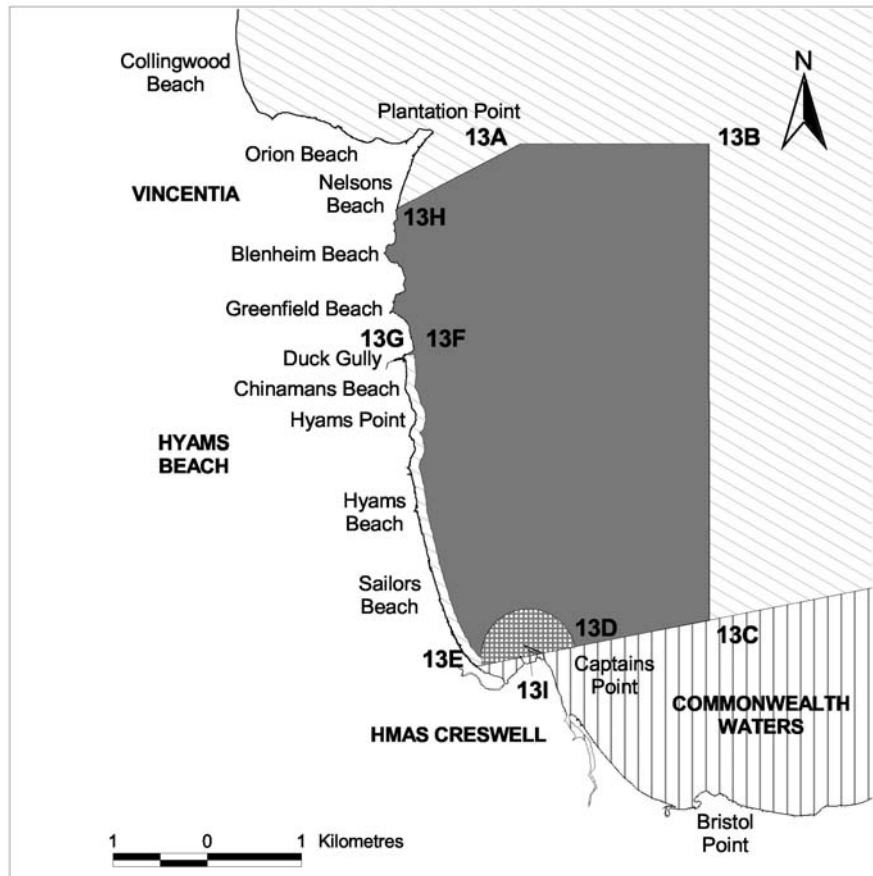 N
Collingwood
Beach
Plantation Point
13A
13B
Orion Beach
VINCENTIA
Nelsons
Beach
13H
Blenheim Beach
Greenfield Beach
13G
13F
Duck Gully
Chinamans Beach
Hyams Point
HYAMS
BEACH
Hyams
Beach
Sailors
Beach
13D
13C
13E
Captains
Point
13I
COMMONWEALTH
WATERS
HMAS CRESWELL
Bristol
Point
1 0 1 Kilometres